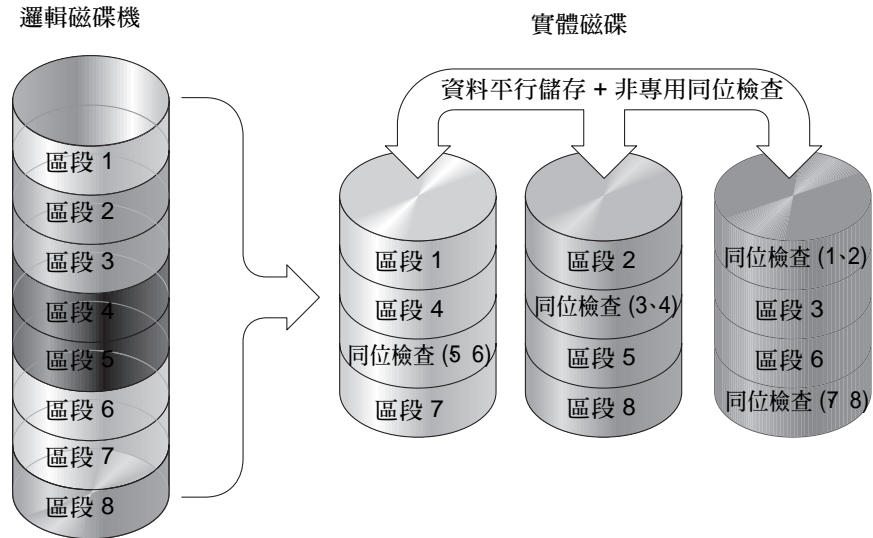 邏輯磁碟機
區段 1
區段 2
區段 3
區段 4
區段 5
區段 6
區段 7
區段 8
實體磁碟
資料平行儲存 + 非專用同位檢查
區段 1
區段 4
同位檢查 (5 6)
區段 7
區段 2
同位檢查 (3、4)
區段 5
區段 8
同位檢查 (1、2)
區段 3
區段 6
同位檢查 (7 8)